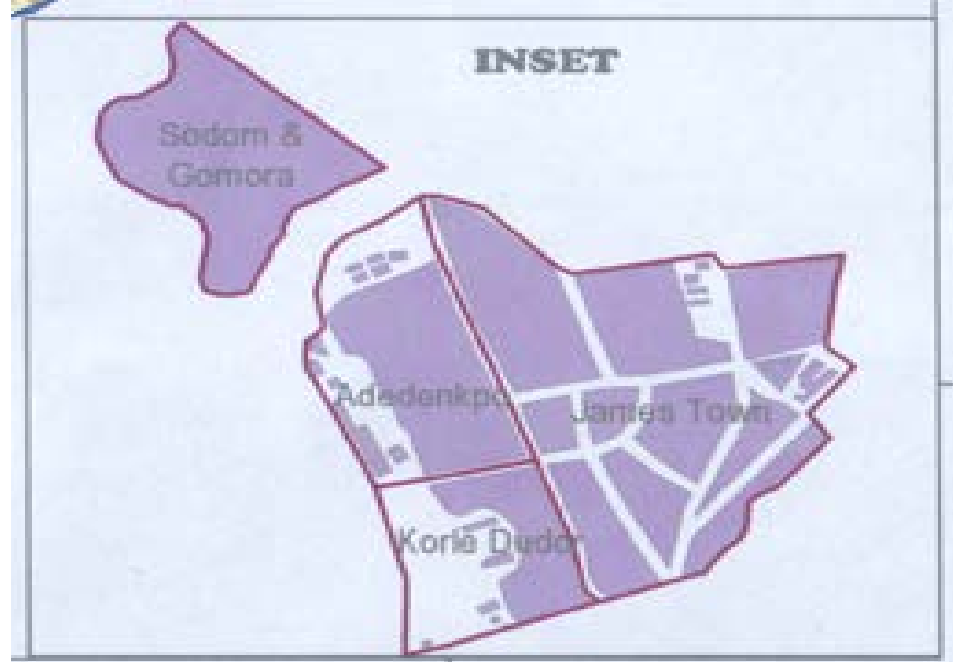 INSET
Sodom &
Gomora
Adedenkpo
James Town
Korle Dudor